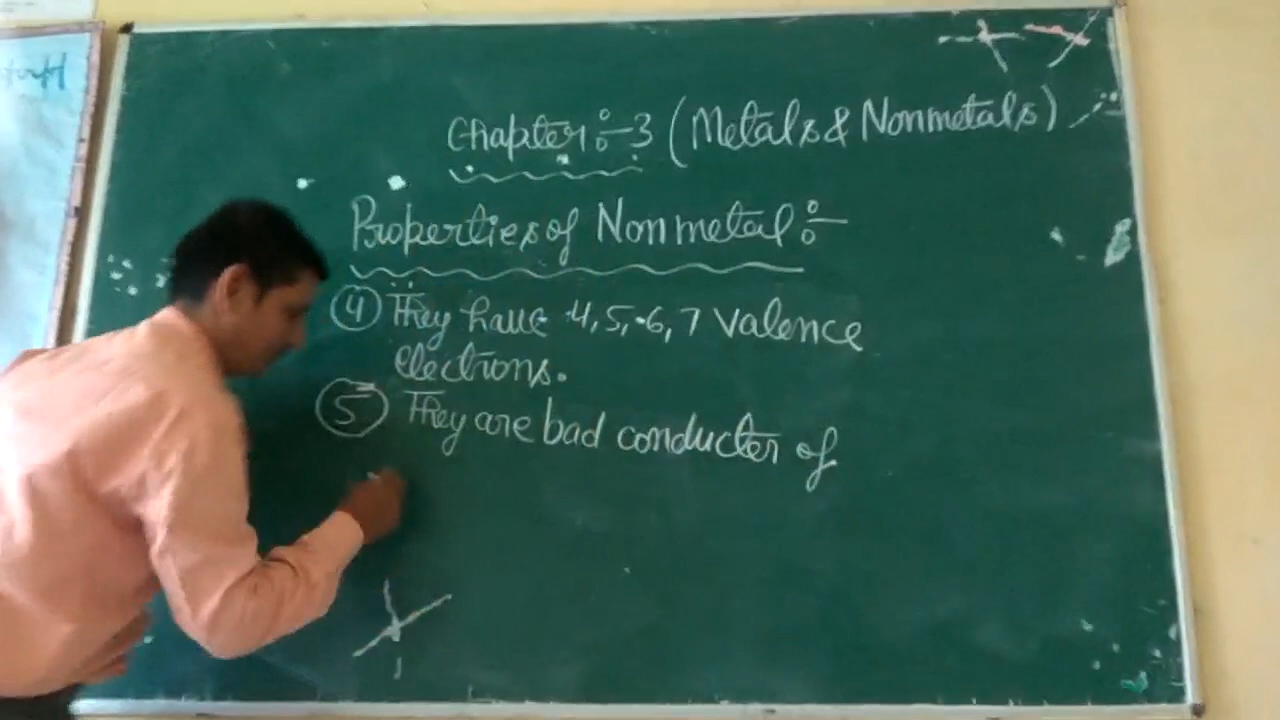 Chapter :- 3 (Metals & Nonmetals)
Properties of Nonmetal :-
④ They have 4, 5, 6, 7 valence
electrons.
⑤ They are bad conducter of